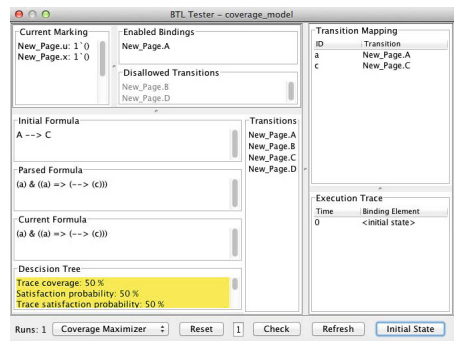 BTL Tester - coverage_model
Current Marking
New_Page.u: 1`()
New_Page.x: 1`()
Enabled Bindings
New_Page.A
Disallowed Transitions
New_Page.B
New_Page.D
Transition Mapping
ID Transition
a New_Page.A
c New_Page.C
Initial Formula
A --> C
Parsed Formula
(a) & ((a) => (--> (c)))
Current Formula
(a) & ((a) => (--> (c)))
Descision Tree
Trace coverage: 50 %
Satisfaction probability: 50 %
Trace satisfaction probability: 50 %
Transitions
New_Page.A
New_Page.B
New_Page.C
New_Page.D
Execution Trace
Time Binding Element
0 <initial state>
Runs: 1 Coverage Maximizer Reset 1 Check Refresh Initial State